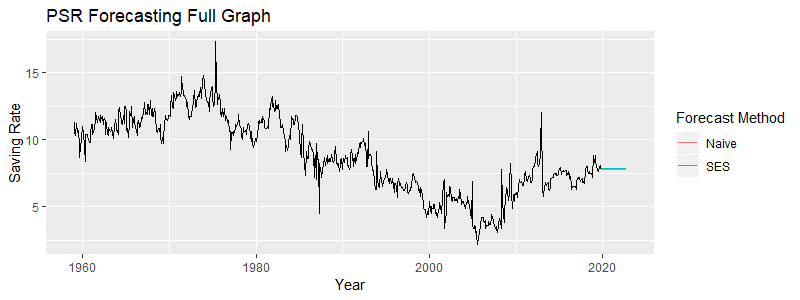 PSR Forecasting Full Graph
15
10
5
Saving Rate
1960
1980
2000
2020
Year
Forecast Method
Naive
SES